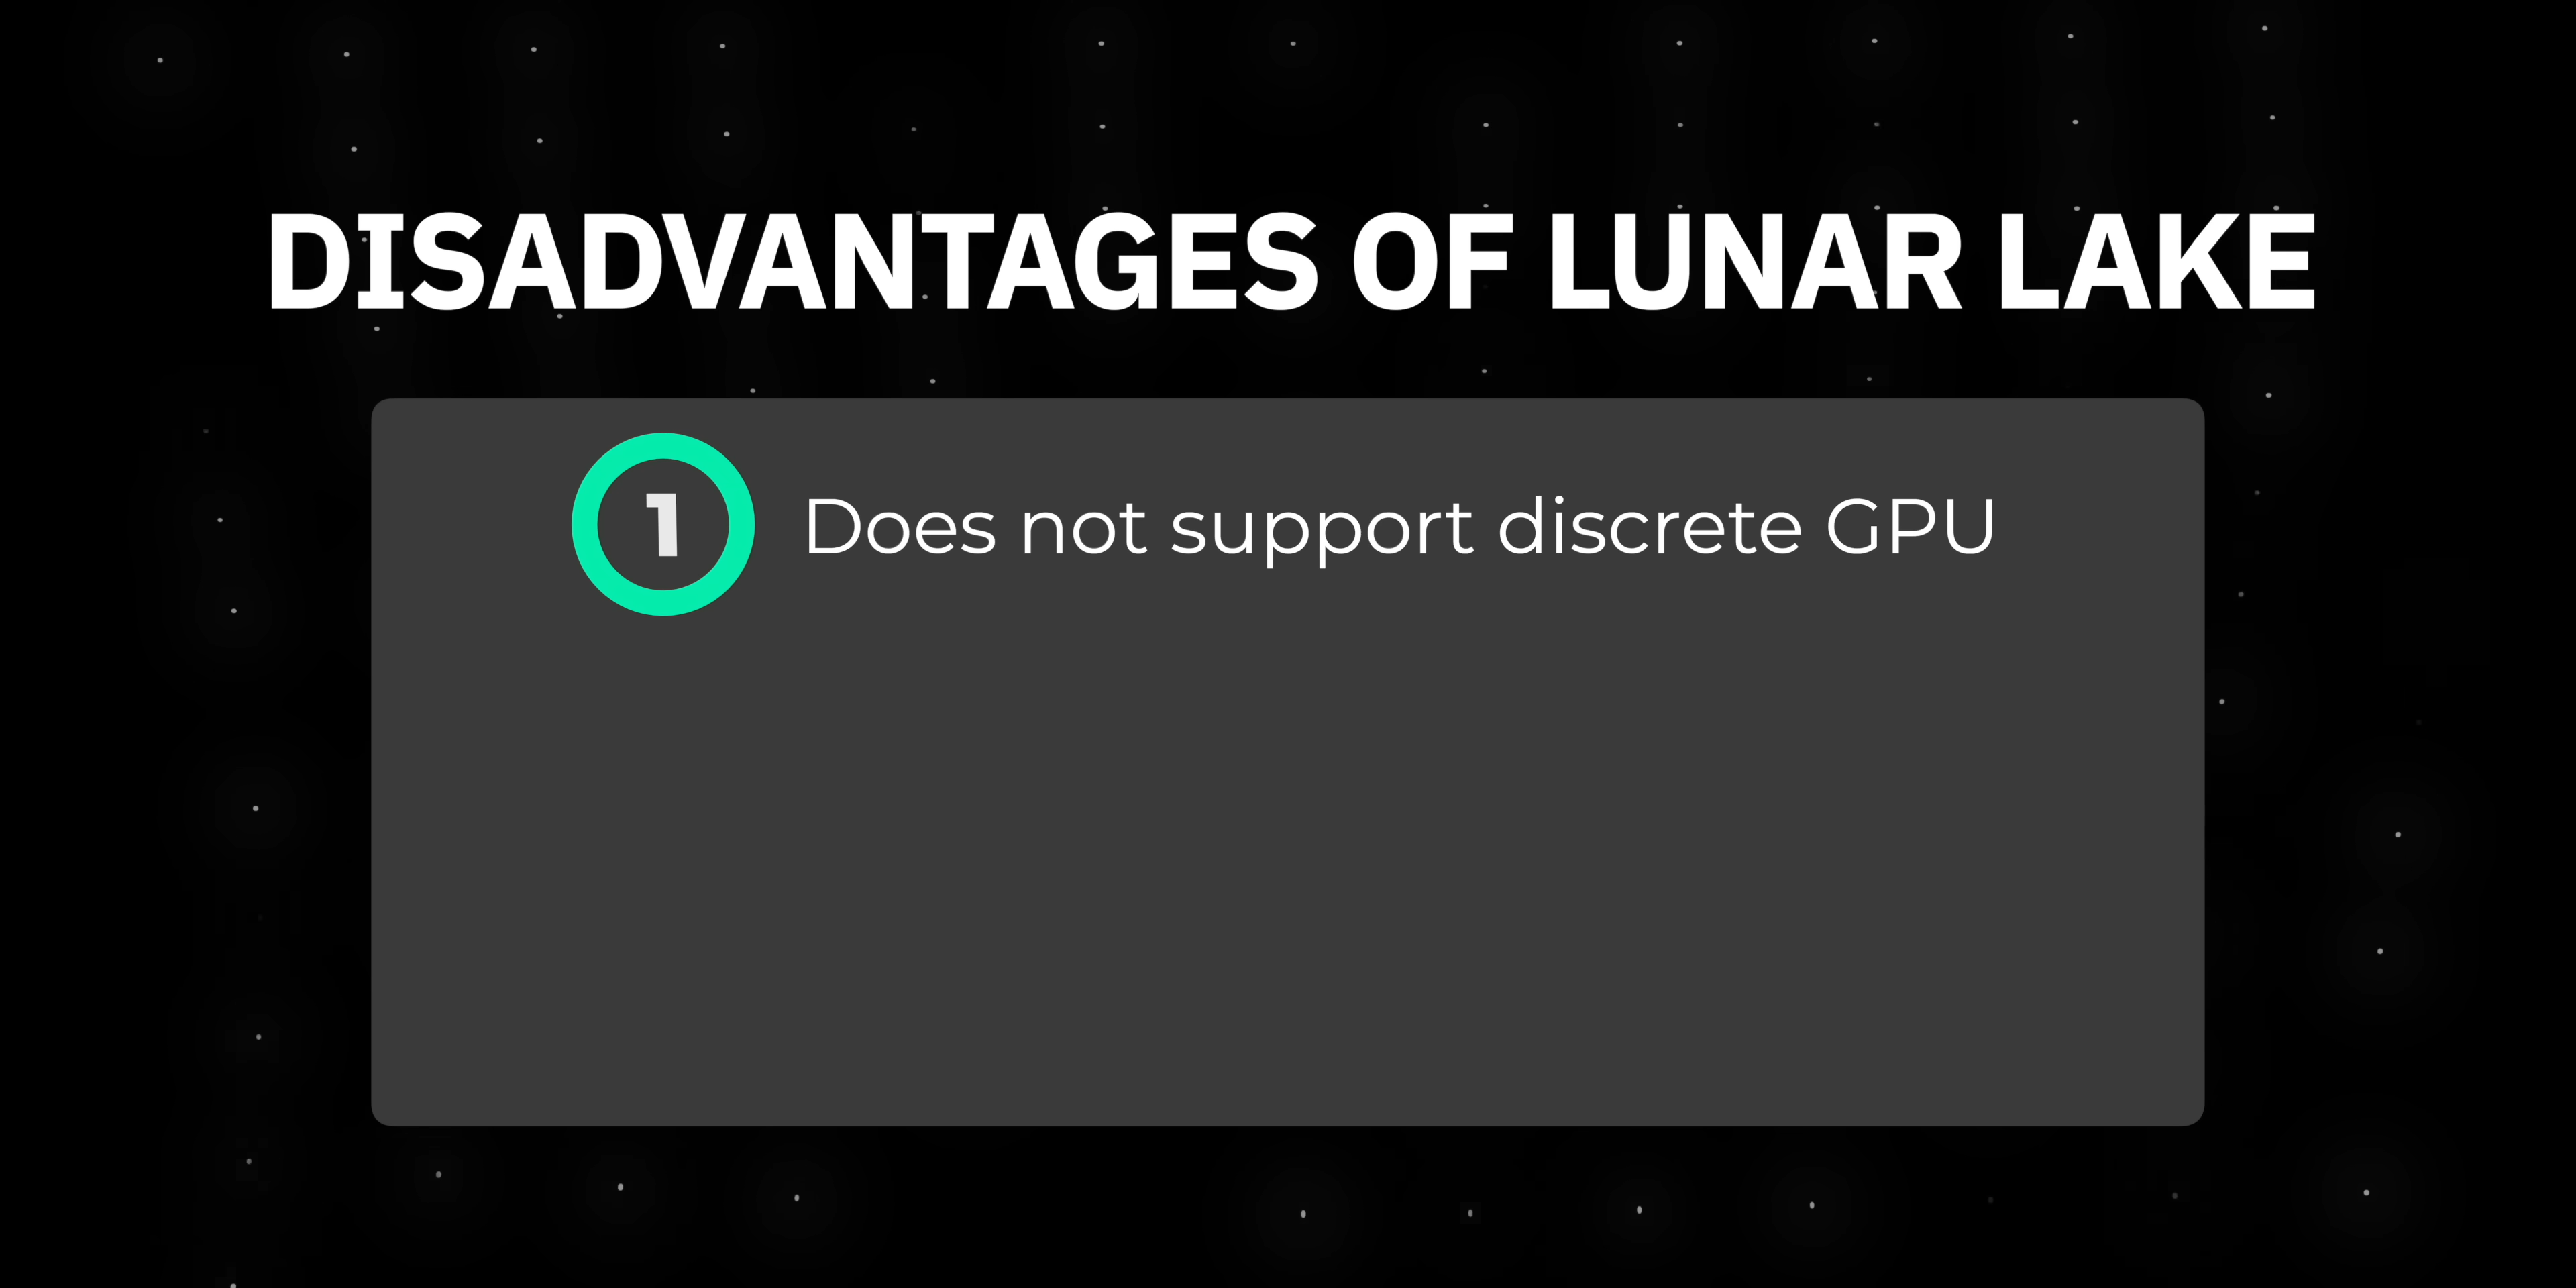 DISADVANTAGES OF LUNAR LAKE
1 Does not support discrete GPU